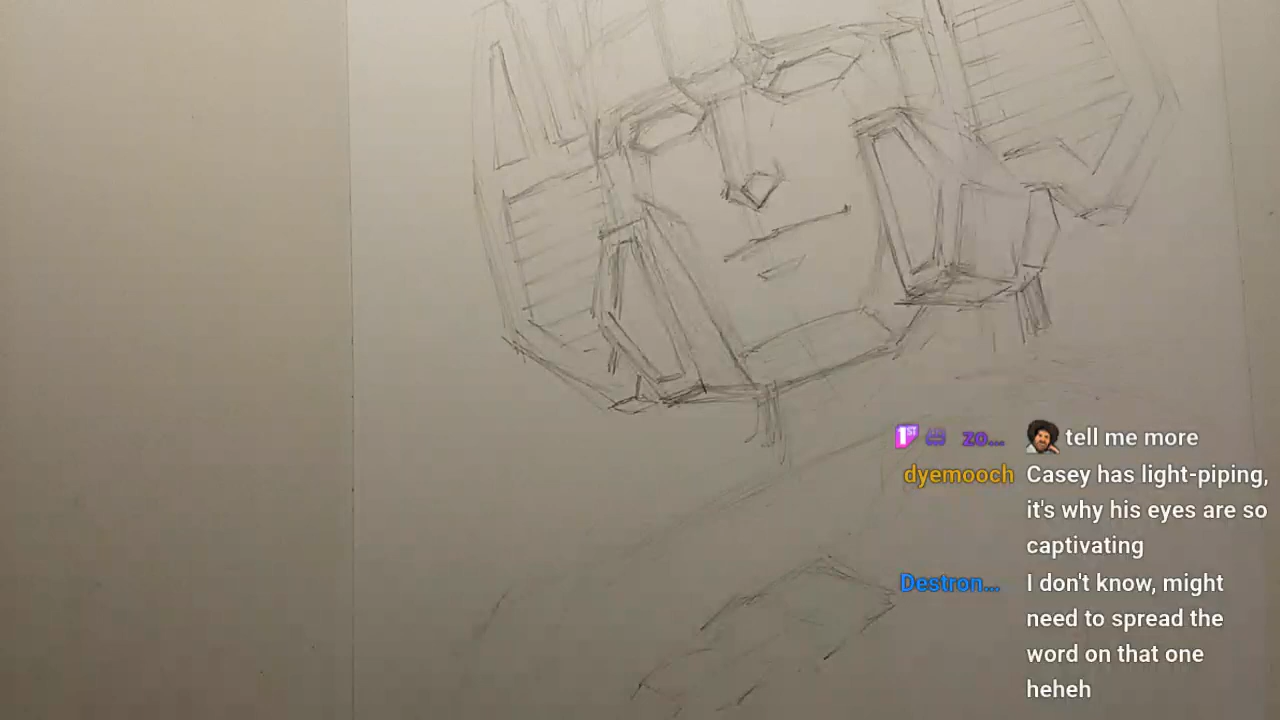 1ST zo... tell me more
dyemooch Casey has light-piping,
it's why his eyes are so
captivating
Destron... I don't know, might
need to spread the
word on that one
heheh